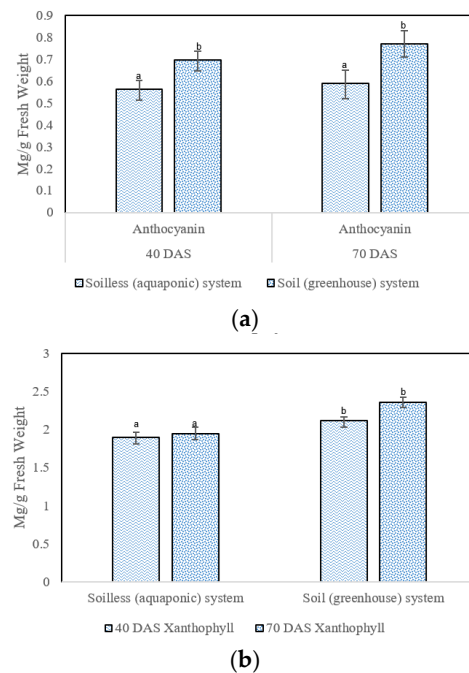 0.9
0.8
0.7
0.6
0.5
0.4
0.3
0.2
0.1
0
Mg/g Fresh Weight
a
b
a
b
Anthocyanin Anthocyanin
40 DAS 70 DAS
Soilless (aquaponic) system Soil (greenhouse) system
(a)
3
2.5
2
1.5
1
0.5
0
Mg/g Fresh Weight
a
a
b
b
Soilless (aquaponic) system Soil (greenhouse) system
40 DAS Xanthophyll 70 DAS Xanthophyll
(b)